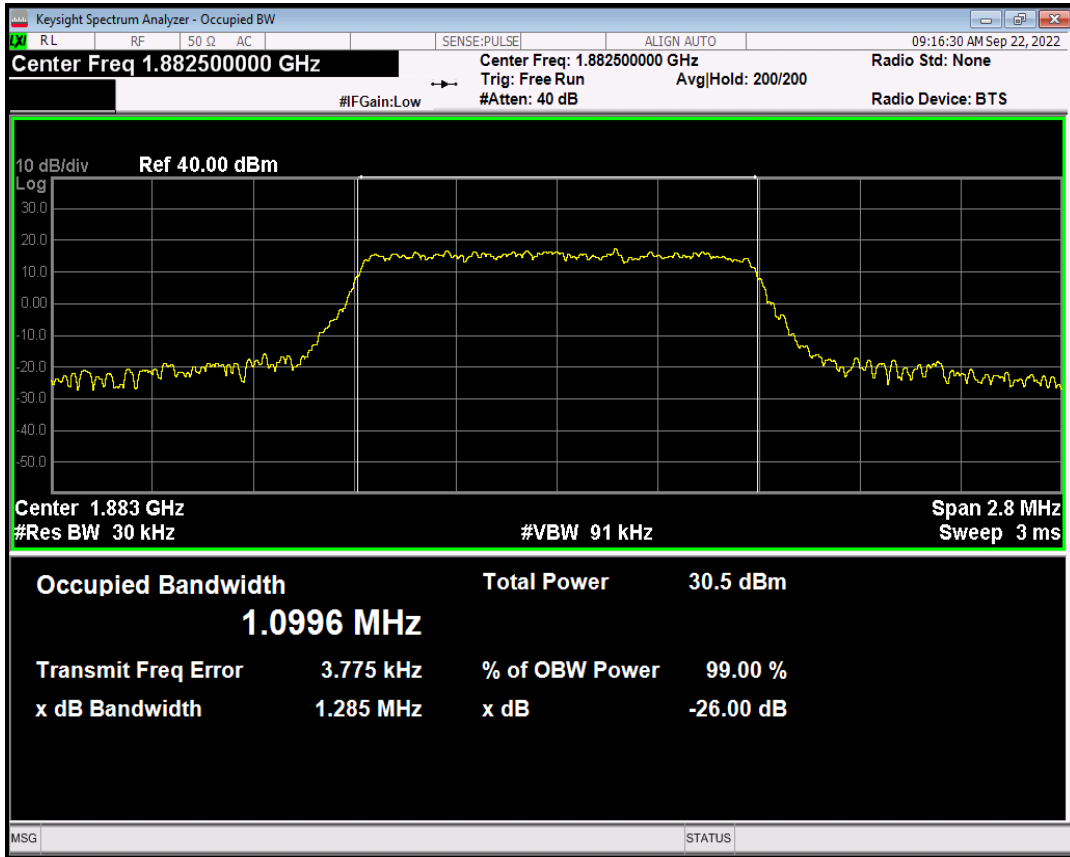 Keysight Spectrum Analyzer - Occupied BW
LXI RL RF 50 Ω AC SENSE:PULSE ALIGN AUTO 09:16:30 AM Sep 22, 2022
Center Freq 1.882500000 GHz Center Freq: 1.882500000 GHz Radio Std: None
Trig: Free Run Avg|Hold: 200/200
#IFGain:Low #Atten: 40 dB Radio Device: BTS
10 dB/div Ref 40.00 dBm
Log
30.0
20.0
10.0
0.00
-10.0
-20.0
-30.0
-40.0
-50.0
Center 1.883 GHz Span 2.8 MHz
#Res BW 30 kHz #VBW 91 kHz Sweep 3 ms
Occupied Bandwidth Total Power 30.5 dBm
1.0996 MHz
Transmit Freq Error 3.775 kHz % of OBW Power 99.00 %
x dB Bandwidth 1.285 MHz x dB -26.00 dB
MSG STATUS